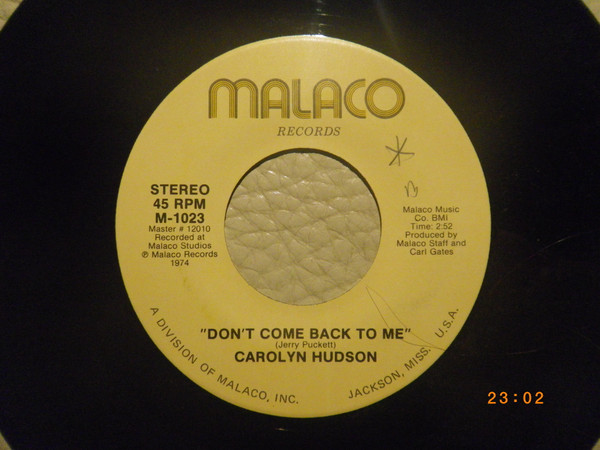 MALACO
RECORDS
STEREO
45 RPM
M-1023
Master # 12010
Recorded at
Malaco Studios
℗ Malaco Records
1974
Malaco Music
Co. BMI
Time: 2:52
Produced by
Malaco Staff and
Carl Gates
"DON'T COME BACK TO ME"
(Jerry Puckett)
CAROLYN HUDSON
A DIVISION OF MALACO, INC. JACKSON, MISS. U.S.A.
23:02